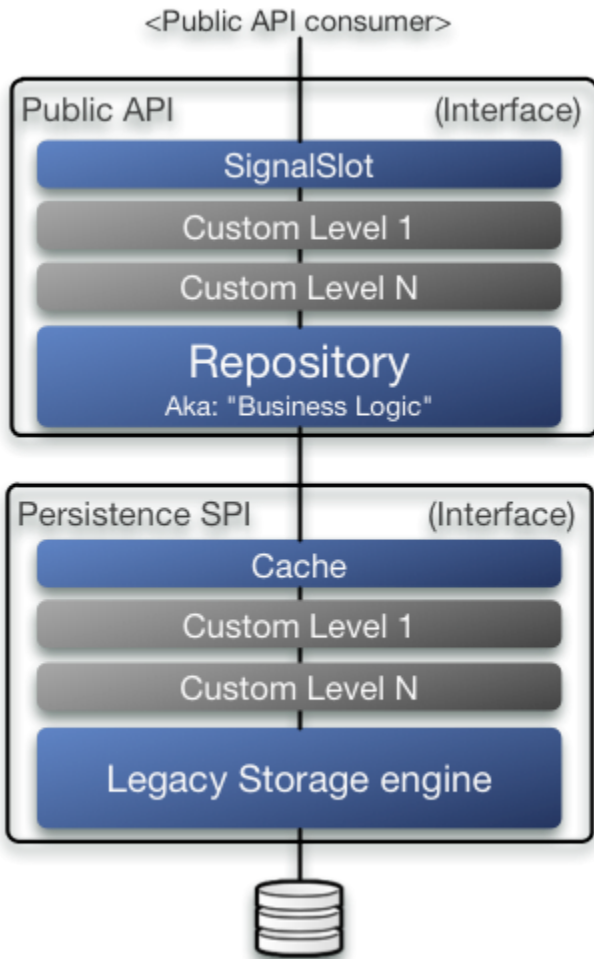 <Public API consumer>
Public API (Interface)
SignalSlot
Custom Level 1
Custom Level N
Repository
Aka: "Business Logic"
Persistence SPI (Interface)
Cache
Custom Level 1
Custom Level N
Legacy Storage engine